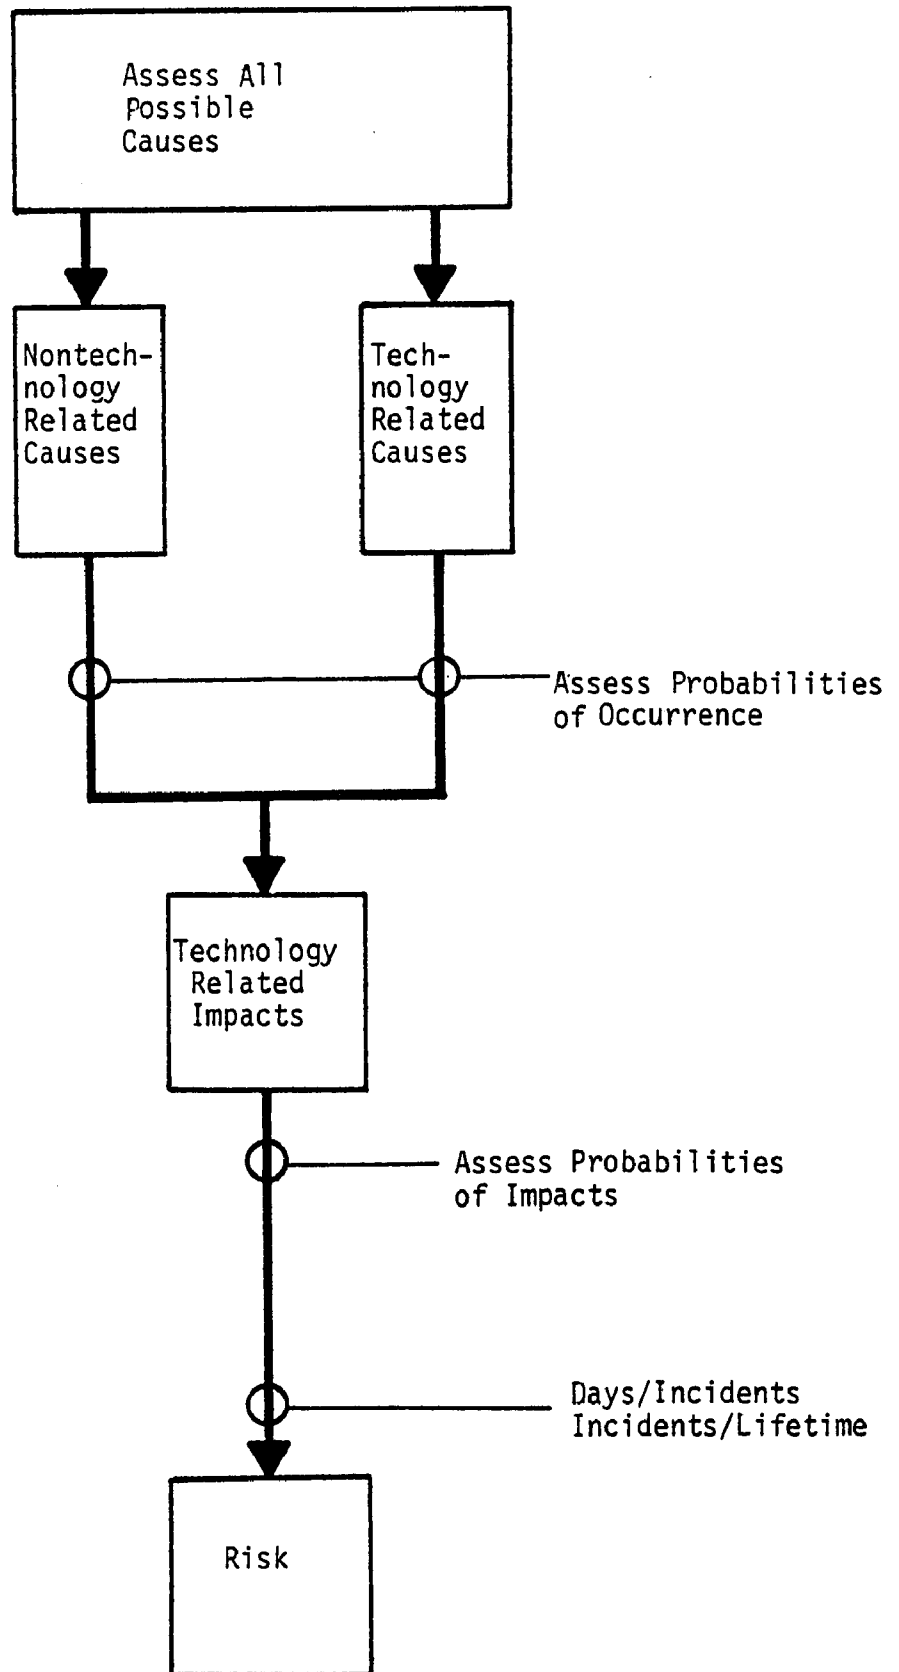 Assess All
Possible
Causes
Nontech-
nology
Related
Causes
Tech-
nology
Related
Causes
Assess Probabilities
of Occurrence
Technology
Related
Impacts
Assess Probabilities
of Impacts
Days/Incidents
Incidents/Lifetime
Risk